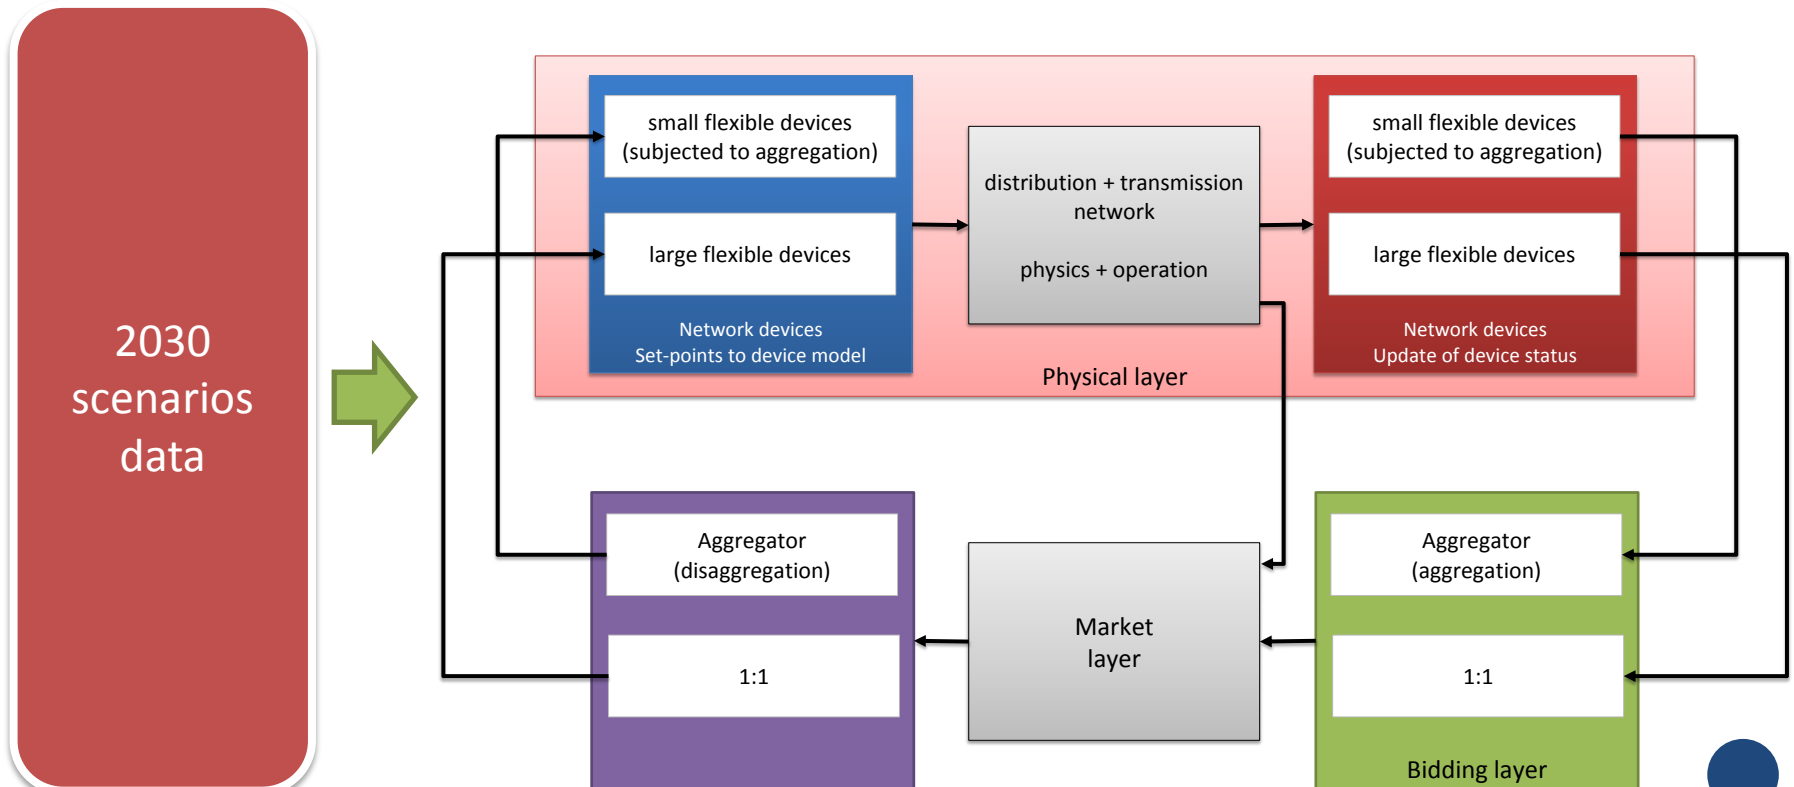 2030
scenarios
data
small flexible devices
(subjected to aggregation)
large flexible devices
Network devices
Set-points to device model
distribution + transmission
network
physics + operation
small flexible devices
(subjected to aggregation)
large flexible devices
Network devices
Update of device status
Physical layer
Aggregator
(disaggregation)
1:1
Market
layer
Aggregator
(aggregation)
1:1
Bidding layer